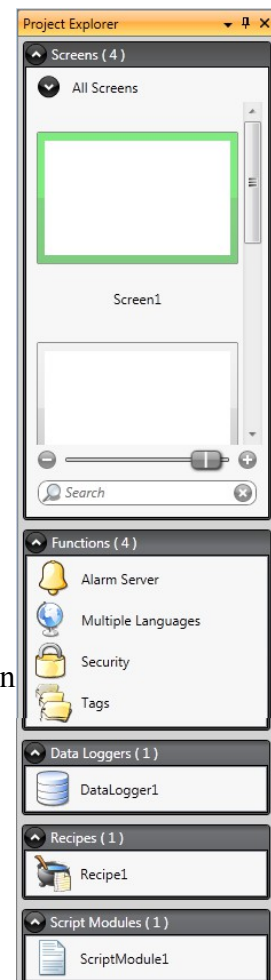 Project Explorer
Screens ( 4 )
All Screens
Screen1
Search
Functions ( 4 )
Alarm Server
Multiple Languages
Security
n
Tags
Data Loggers ( 1 )
DataLogger1
Recipes ( 1 )
Recipe1
Script Modules ( 1 )
ScriptModule1